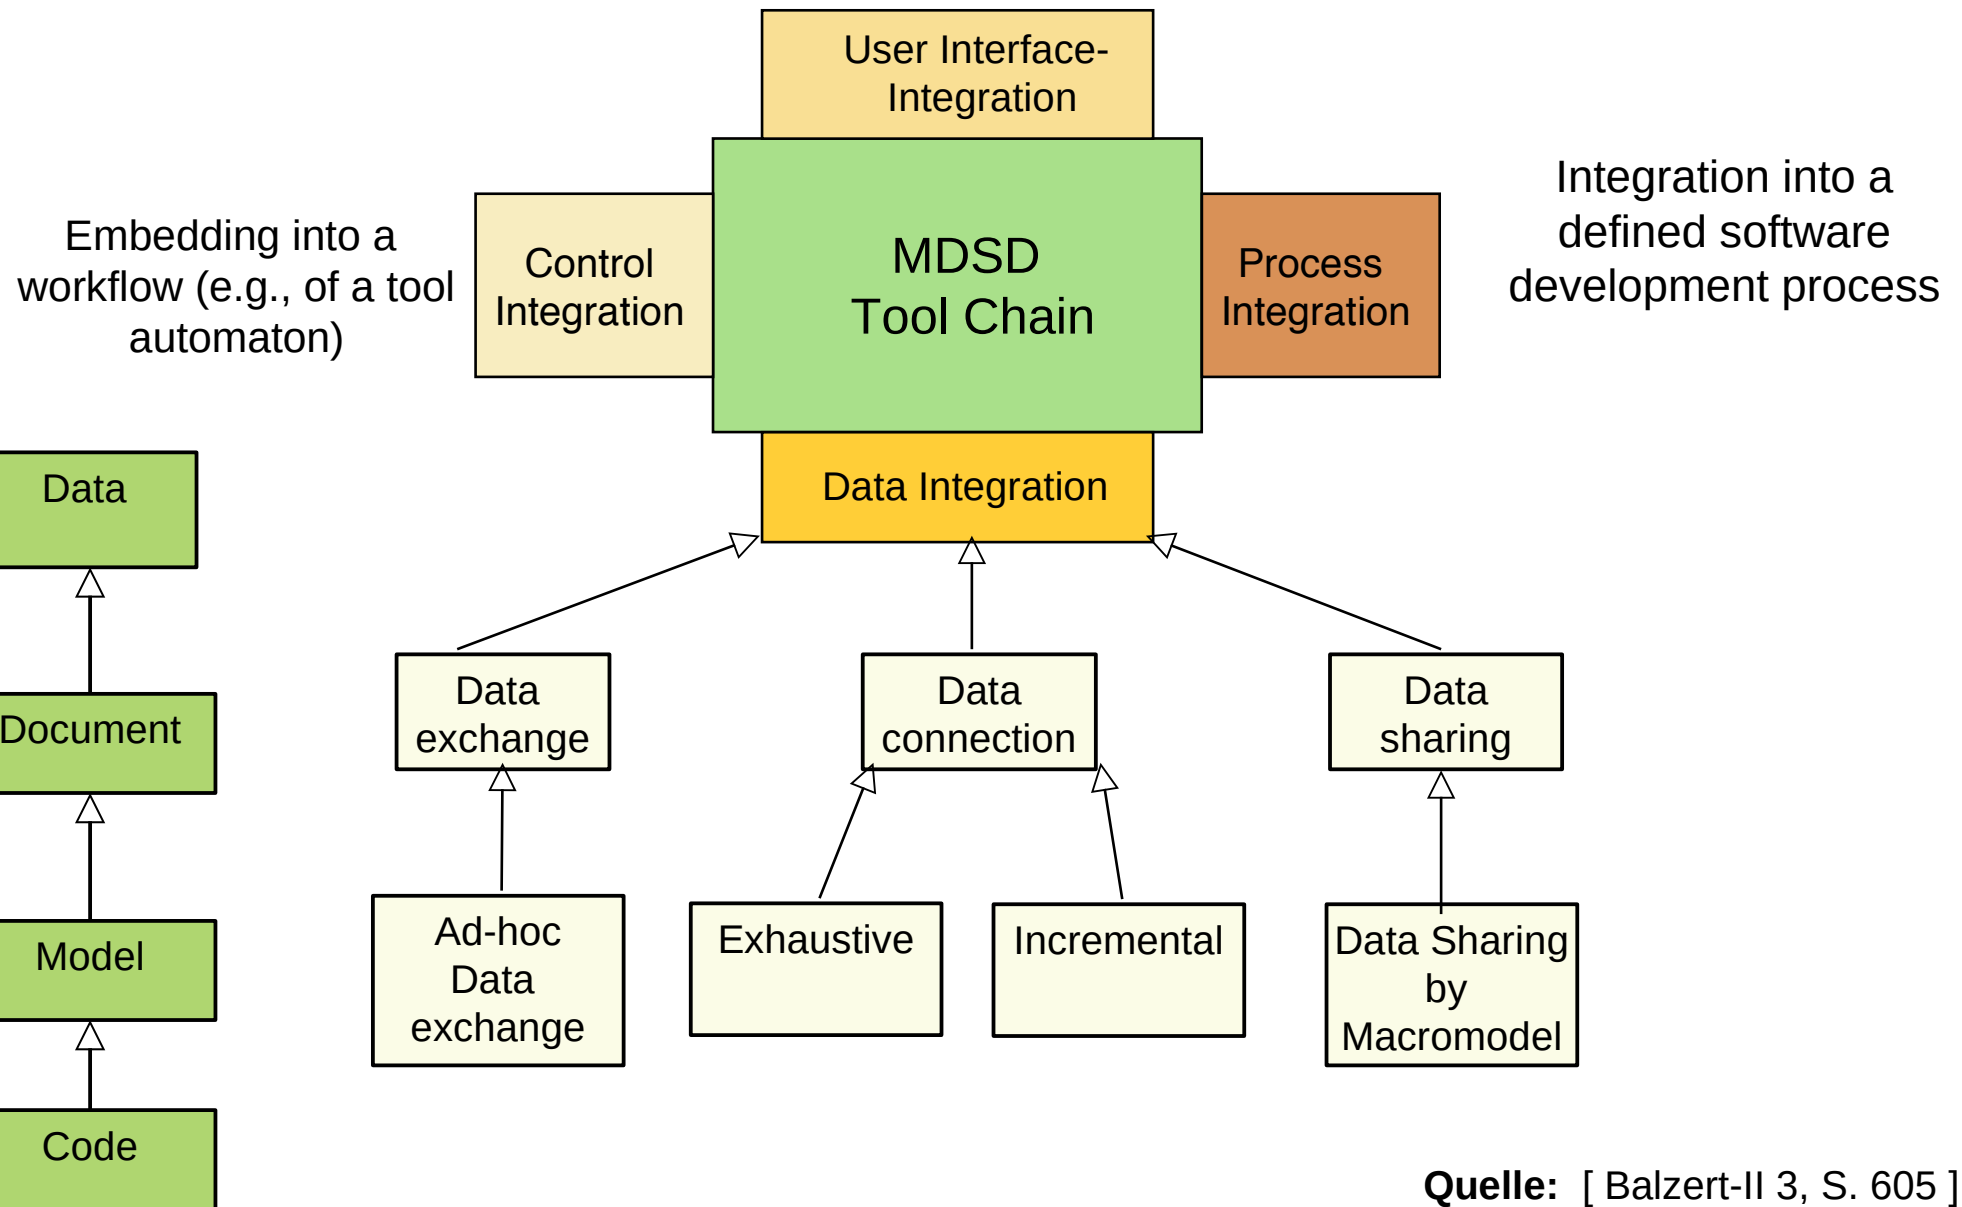 User Interface-
Integration
Embedding into a
workflow (e.g., of a tool
automaton)
Control
Integration
MDSD
Tool Chain
Process
Integration
Integration into a
defined software
development process
Data Integration
Data
Document
Model
Code
Data
exchange
Data
connection
Data
sharing
Ad-hoc
Data
exchange
Exhaustive
Incremental
Data Sharing
by
Macromodel
Quelle: [ Balzert-II 3, S. 605 ]